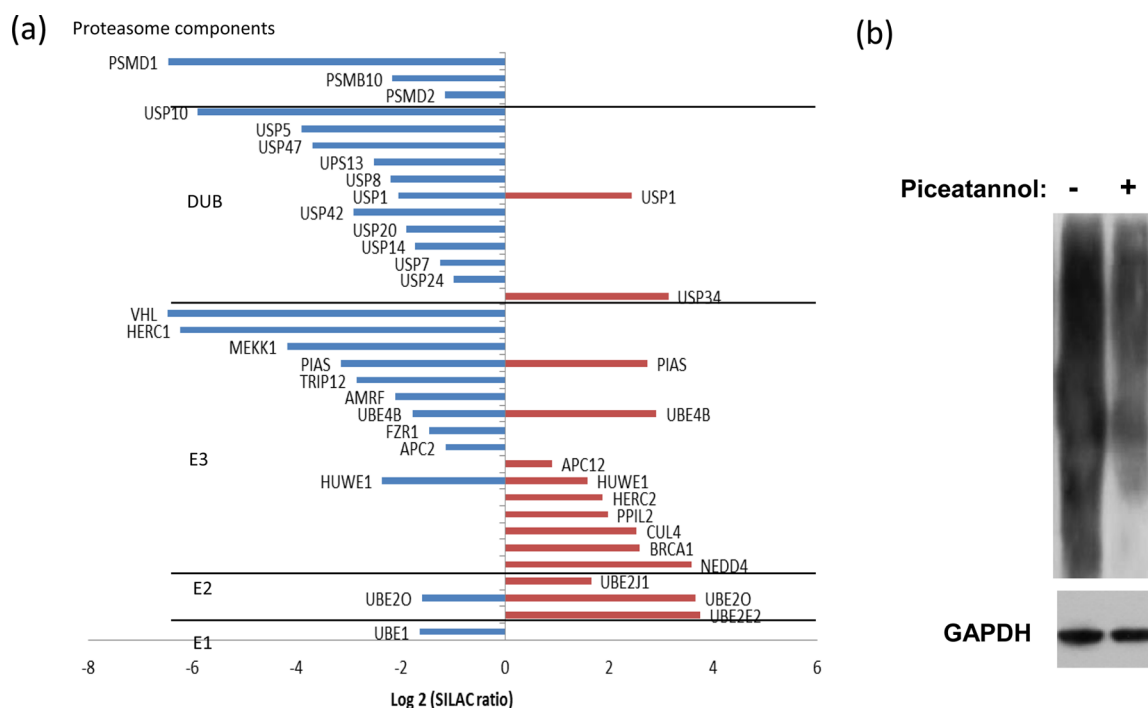 (a) Proteasome components
PSMD1
PSMB10
PSMD2
USP10
USP5
USP47
UPS13
USP8
USP1 USP1
DUB
USP42
USP20
USP14
USP7
USP24
USP34
VHL
HERC1
MEKK1
PIAS PIAS
TRIP12
AMRF
UBE4B UBE4B
FZR1
APC2
E3
APC12
HUWE1 HUWE1
HERC2
PPIL2
CUL4
BRCA1
NEDD4
E2
UBE2J1
UBE2O UBE2O
UBE2E2
UBE1
E1
-8 -6 -4 -2 0 2 4 6
Log 2 (SILAC ratio)
(b)
Piceatannol: - +
GAPDH